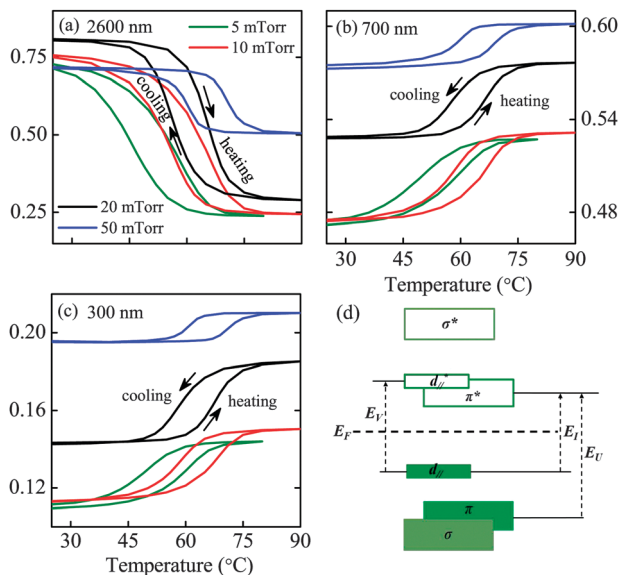 (a) 2600 nm
5 mTorr
10 mTorr
0.75
0.50
0.25
cooling
heating
20 mTorr
50 mTorr
(b) 700 nm
0.60
0.54
0.48
cooling
heating
30 45 60 75 90
Temperature (°C)
(c) 300 nm
0.20
0.16
0.12
cooling
heating
30 45 60 75 90
Temperature (°C)
(d)
σ*
d//*
π*
EV
EF
EI
EU
d//
π
σ